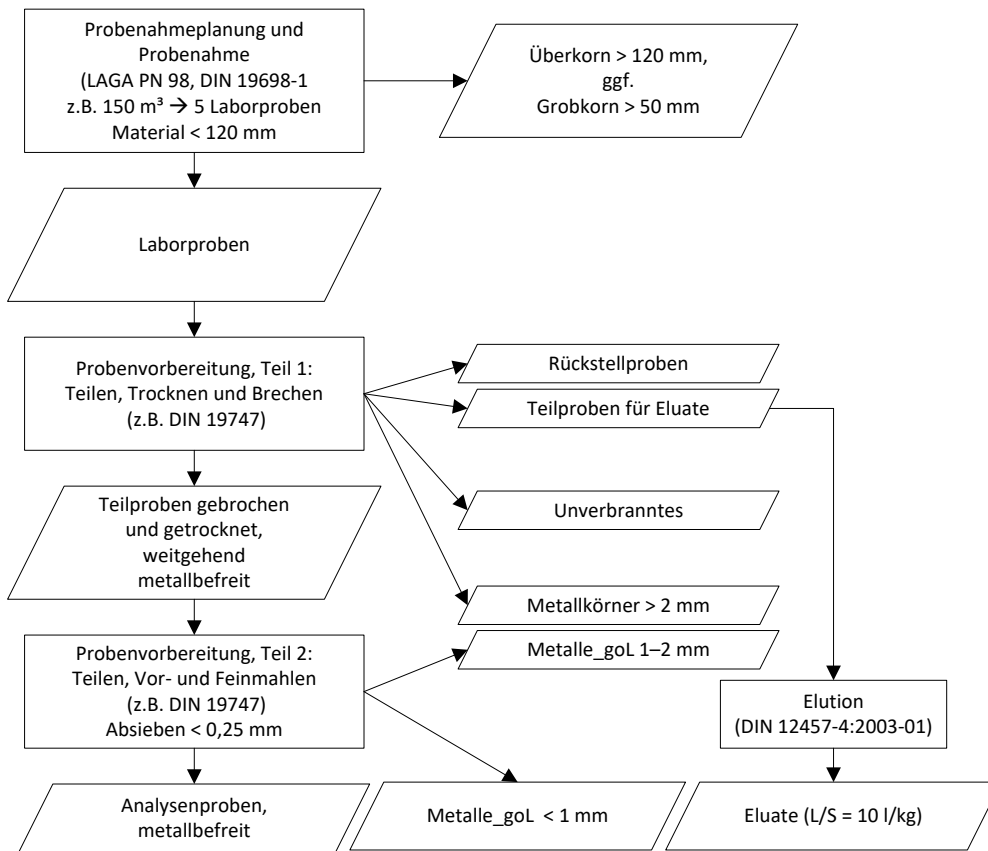 Probenahmeplanung und
Probenahme
(LAGA PN 98, DIN 19698-1
z.B. 150 m³ → 5 Laborproben
Material < 120 mm
Überkorn > 120 mm,
ggf.
Grobkorn > 50 mm
Laborproben
Probenvorbereitung, Teil 1:
Teilen, Trocknen und Brechen
(z.B. DIN 19747)
Rückstellproben
Teilproben für Eluate
Unverbranntes
Metallkörner > 2 mm
Teilproben gebrochen
und getrocknet,
weitgehend
metallbefreit
Probenvorbereitung, Teil 2:
Teilen, Vor- und Feinmahlen
(z.B. DIN 19747)
Absieben < 0,25 mm
Metalle_goL 1–2 mm
Elution
(DIN 12457-4:2003-01)
Analysenproben,
metallbefreit
Metalle_goL < 1 mm
Eluate (L/S = 10 l/kg)